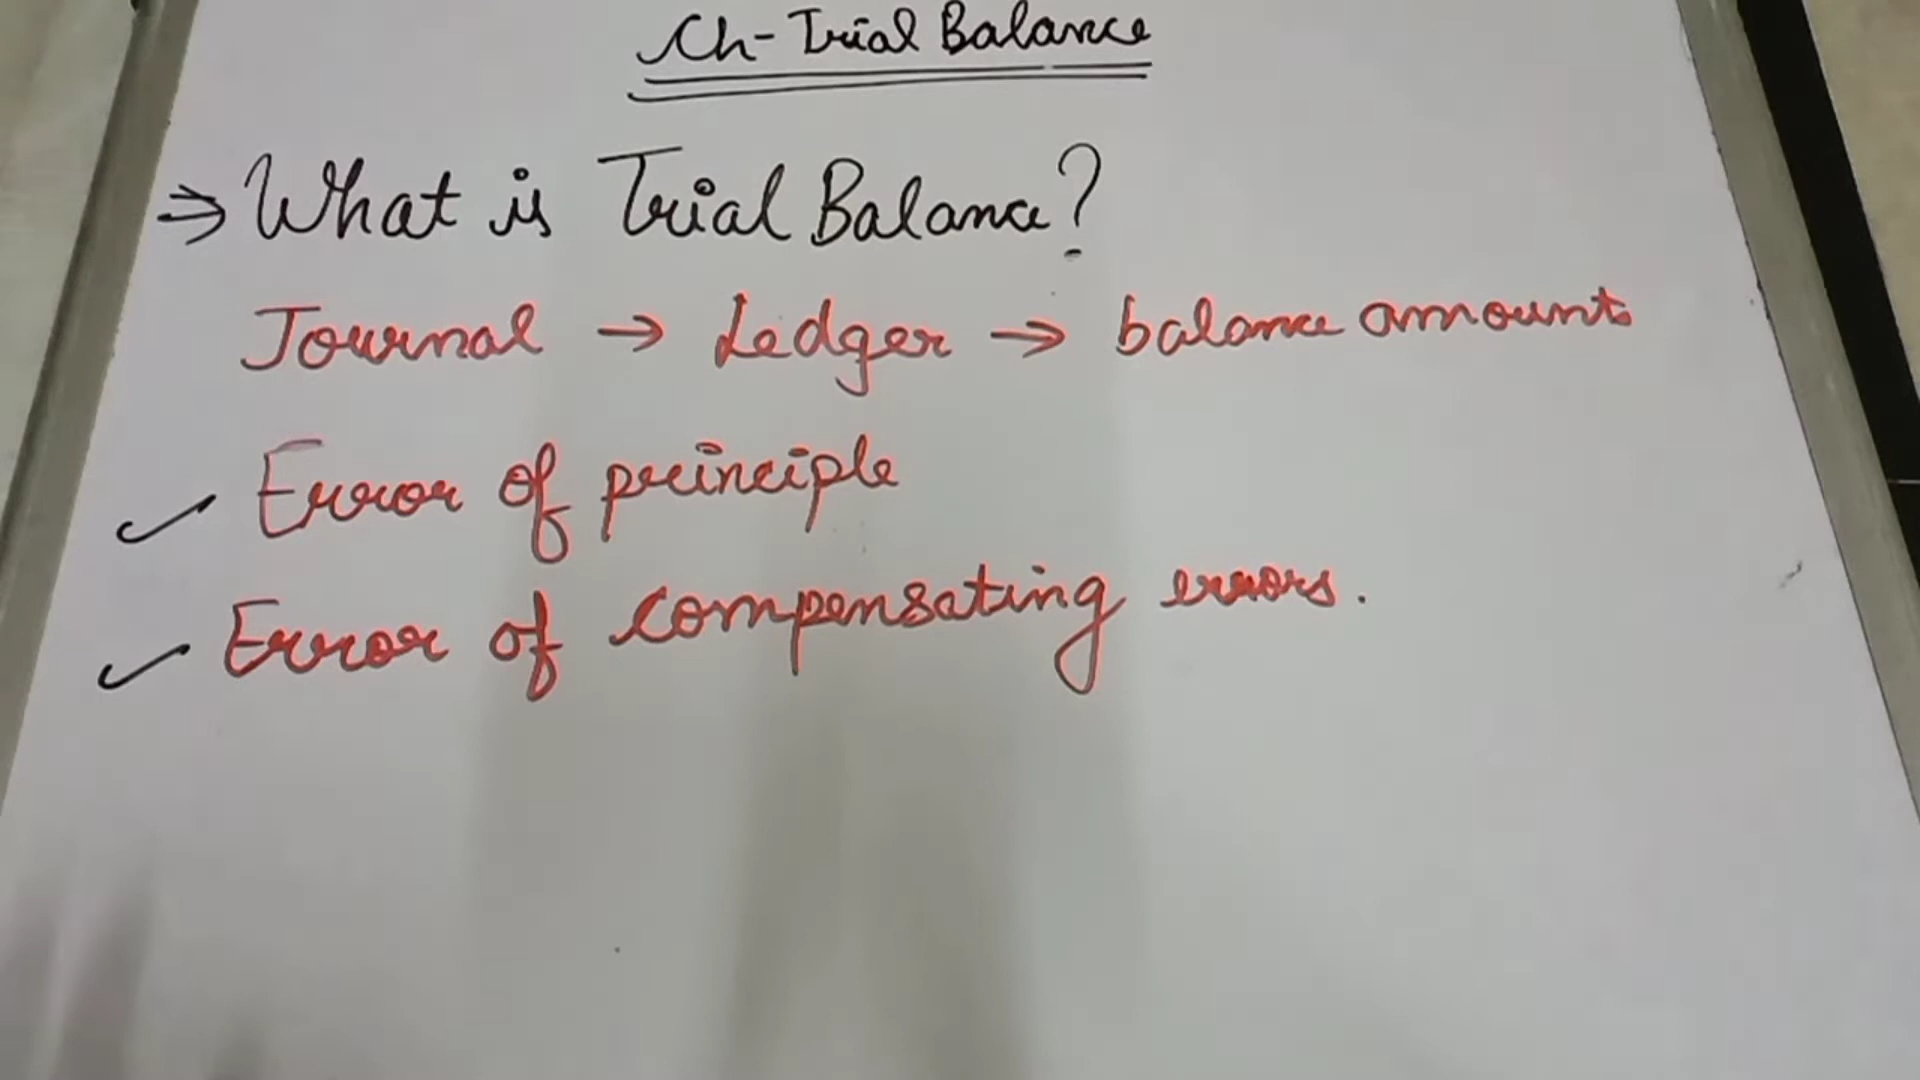 Ch- Trial Balance
⇒ What is Trial Balance?
Journal → Ledger → balance amounts
✓ Error of principle
✓ Error of compensating errors.